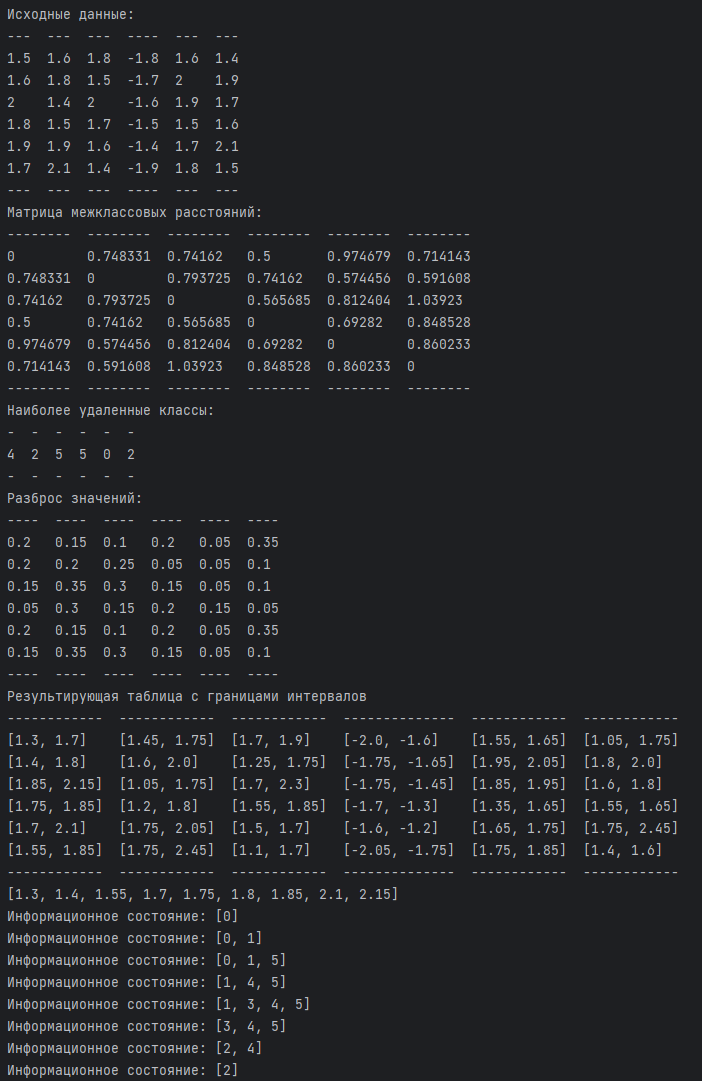 Исходные данные:
---  ---  ---  ----  ---  ---
1.5  1.6  1.8  -1.8  1.6  1.4
1.6  1.8  1.5  -1.7  2    1.9
2    1.4  2    -1.6  1.9  1.7
1.8  1.5  1.7  -1.5  1.5  1.6
1.9  1.9  1.6  -1.4  1.7  2.1
1.7  2.1  1.4  -1.9  1.8  1.5
---  ---  ---  ----  ---  ---
Матрица межклассовых расстояний:
--------  --------  --------  --------  --------  --------
0         0.748331  0.74162   0.5       0.974679  0.714143
0.748331  0         0.793725  0.74162   0.574456  0.591608
0.74162   0.793725  0         0.565685  0.812404  1.03923
0.5       0.74162   0.565685  0         0.69282   0.848528
0.974679  0.574456  0.812404  0.69282   0         0.860233
0.714143  0.591608  1.03923   0.848528  0.860233  0
--------  --------  --------  --------  --------  --------
Наиболее удаленные классы:
-  -  -  -  -  -
4  2  5  5  0  2
-  -  -  -  -  -
Разброс значений:
----  ----  ----  ----  ----  ----
0.2   0.15  0.1   0.2   0.05  0.35
0.2   0.2   0.25  0.05  0.05  0.1
0.15  0.35  0.3   0.15  0.05  0.1
0.05  0.3   0.15  0.2   0.15  0.05
0.2   0.15  0.1   0.2   0.05  0.35
0.15  0.35  0.3   0.15  0.05  0.1
----  ----  ----  ----  ----  ----
Результирующая таблица с границами интервалов
------------  ------------  ------------  --------------  ------------  ------------
[1.3, 1.7]    [1.45, 1.75]  [1.7, 1.9]    [-2.0, -1.6]    [1.55, 1.65]  [1.05, 1.75]
[1.4, 1.8]    [1.6, 2.0]    [1.25, 1.75]  [-1.75, -1.65]  [1.95, 2.05]  [1.8, 2.0]
[1.85, 2.15]  [1.05, 1.75]  [1.7, 2.3]    [-1.75, -1.45]  [1.85, 1.95]  [1.6, 1.8]
[1.75, 1.85]  [1.2, 1.8]    [1.55, 1.85]  [-1.7, -1.3]    [1.35, 1.65]  [1.55, 1.65]
[1.7, 2.1]    [1.75, 2.05]  [1.5, 1.7]    [-1.6, -1.2]    [1.65, 1.75]  [1.75, 2.45]
[1.55, 1.85]  [1.75, 2.45]  [1.1, 1.7]    [-2.05, -1.75]  [1.75, 1.85]  [1.4, 1.6]
------------  ------------  ------------  --------------  ------------  ------------
[1.3, 1.4, 1.55, 1.7, 1.75, 1.8, 1.85, 2.1, 2.15]
Информационное состояние: [0]
Информационное состояние: [0, 1]
Информационное состояние: [0, 1, 5]
Информационное состояние: [1, 4, 5]
Информационное состояние: [1, 3, 4, 5]
Информационное состояние: [3, 4, 5]
Информационное состояние: [2, 4]
Информационное состояние: [2]